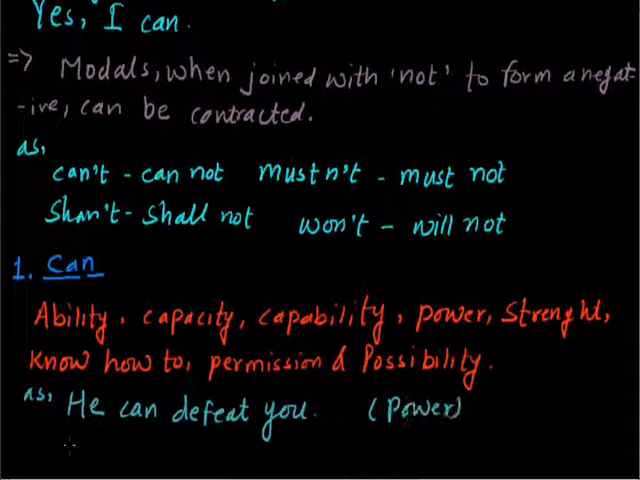 Yes, I can.
=> Modals, when joined with 'not' to form a negat-
-ive, can be contracted.
as,
can't - can not mustn't - must not
Shan't - Shall not won't - will not
1. Can
Ability, capacity, capability, power, Strenght,
Know how to, permission & Possibility.
as, He can defeat you. (Power)